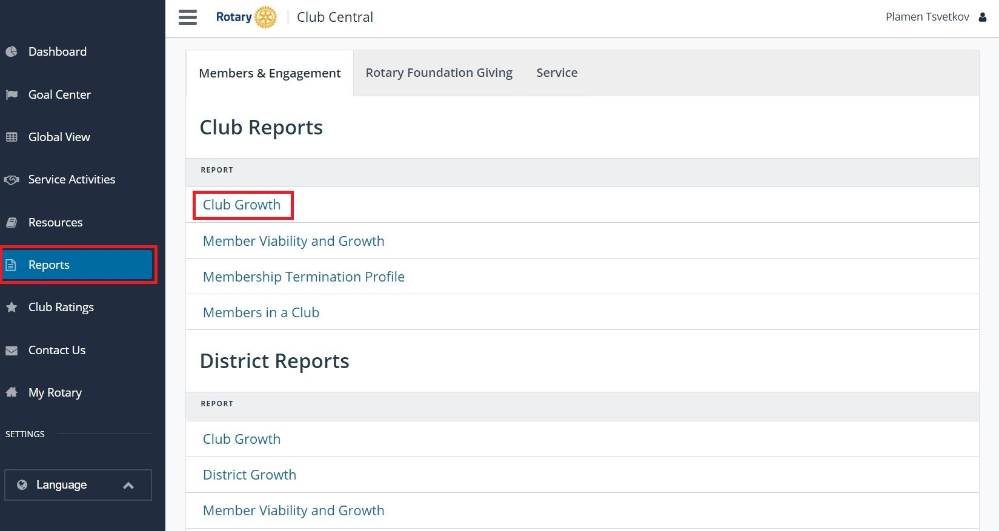 Rotary Club Central
Plamen Tsvetkov
Dashboard
Goal Center
Global View
Service Activities
Resources
Reports
Club Ratings
Contact Us
My Rotary
SETTINGS
Language
Members & Engagement Rotary Foundation Giving Service
Club Reports
REPORT
Club Growth
Member Viability and Growth
Membership Termination Profile
Members in a Club
District Reports
REPORT
Club Growth
District Growth
Member Viability and Growth